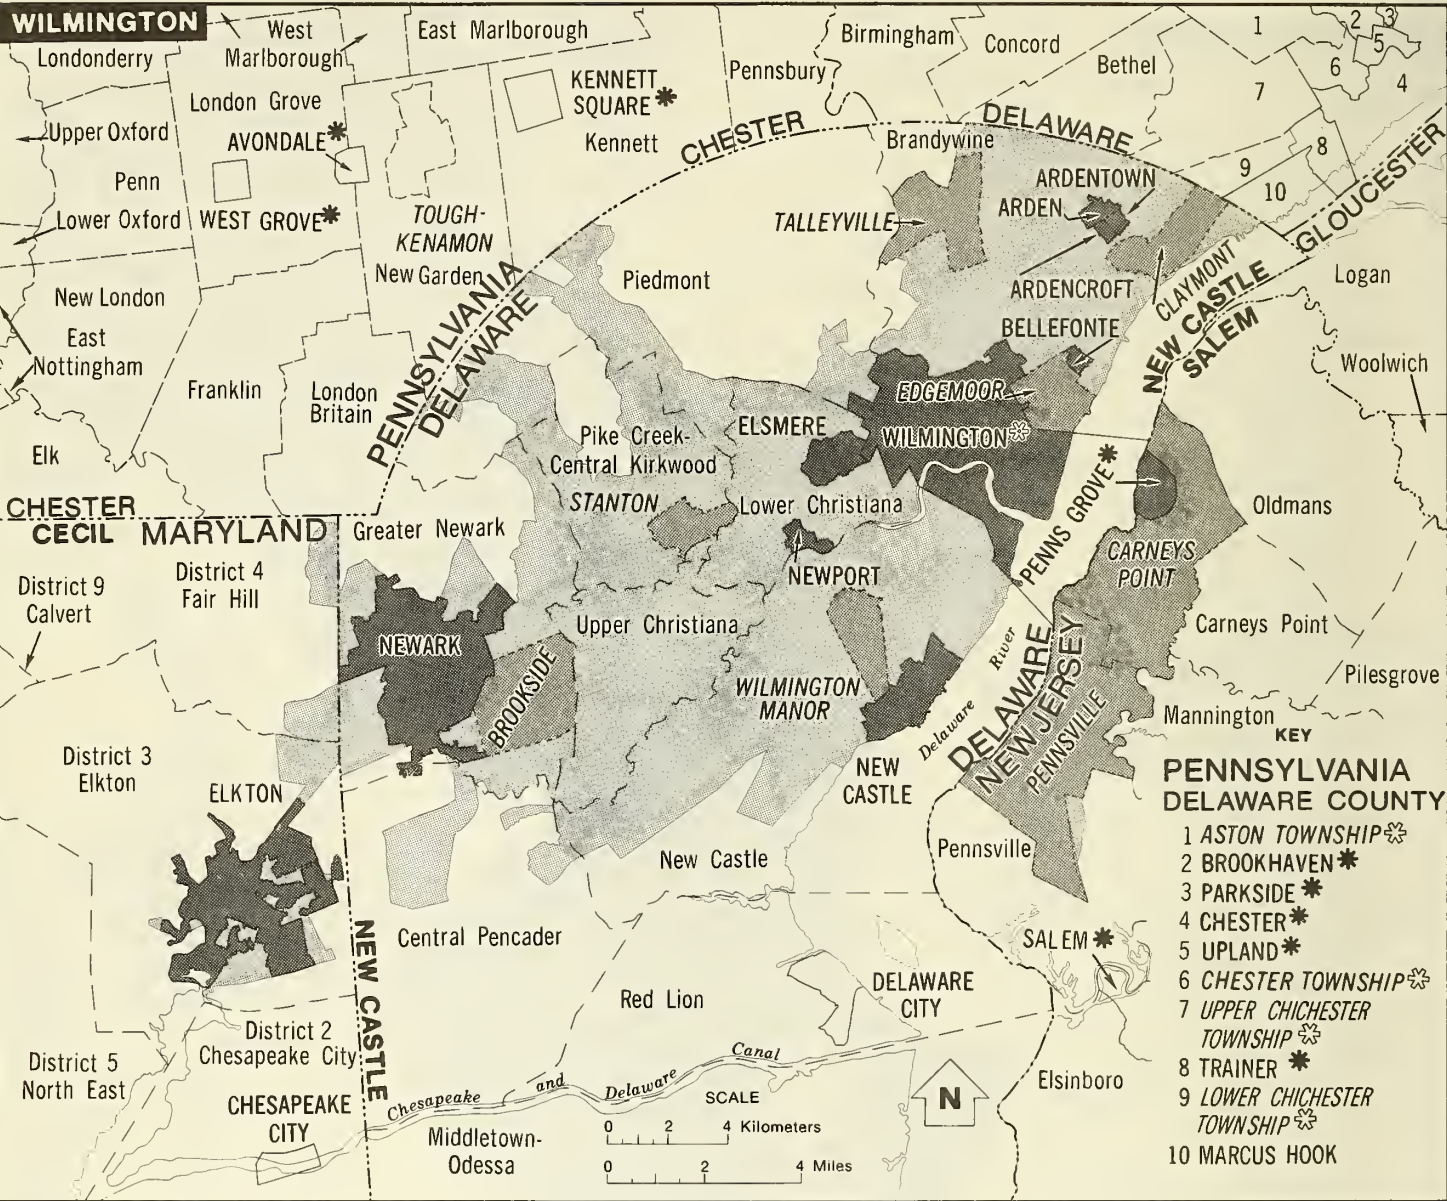 WILMINGTON
West
Marlborough
East Marlborough
Birmingham
Concord
Bethel
1
2
3
5
6
4
7
Londonderry
London Grove
KENNETT
SQUARE*
Pennsbury
Upper Oxford
AVONDALE*
Kennett
CHESTER
DELAWARE
Brandywine
8
9
10
GLOUCESTER
Penn
Lower Oxford
WEST GROVE*
TOUGH-
KENAMON
New Garden
TALLEYVILLE
ARDENTOWN
ARDEN
ARDENCROFT
CLAYMONT
Logan
New London
East
Nottingham
PENNSYLVANIA
DELAWARE
Piedmont
BELLEFONTE
NEW CASTLE
SALEM
Woolwich
Franklin
London
Britain
EDGEMOOR
WILMINGTON*
Elk
Pike Creek-
Central Kirkwood
ELSMERE
STANTON
Lower Christiana
PENNS GROVE*
Oldmans
CHESTER
CECIL
MARYLAND
Greater Newark
NEWPORT
CARNEYS
POINT
District 9
Calvert
District 4
Fair Hill
NEWARK
Upper Christiana
Carneys Point
BROOKSIDE
WILMINGTON
MANOR
Delaware
River
DELAWARE
NEW JERSEY
PENNSVILLE
Pilesgrove
Mannington
District 3
Elkton
ELKTON
NEW
CASTLE
New Castle
Pennsville
Central Pencader
NEW CASTLE
SALEM*
Red Lion
DELAWARE
CITY
District 2
Chesapeake City
District 5
North East
CHESAPEAKE
CITY
Chesapeake and Delaware Canal
Middletown-
Odessa
Elsinboro
N
SCALE
0 2 4 Kilometers
0 2 4 Miles
KEY
PENNSYLVANIA
DELAWARE COUNTY
1 ASTON TOWNSHIP*
2 BROOKHAVEN*
3 PARKSIDE*
4 CHESTER*
5 UPLAND*
6 CHESTER TOWNSHIP*
7 UPPER CHICHESTER
TOWNSHIP*
8 TRAINER*
9 LOWER CHICHESTER
TOWNSHIP*
10 MARCUS HOOK